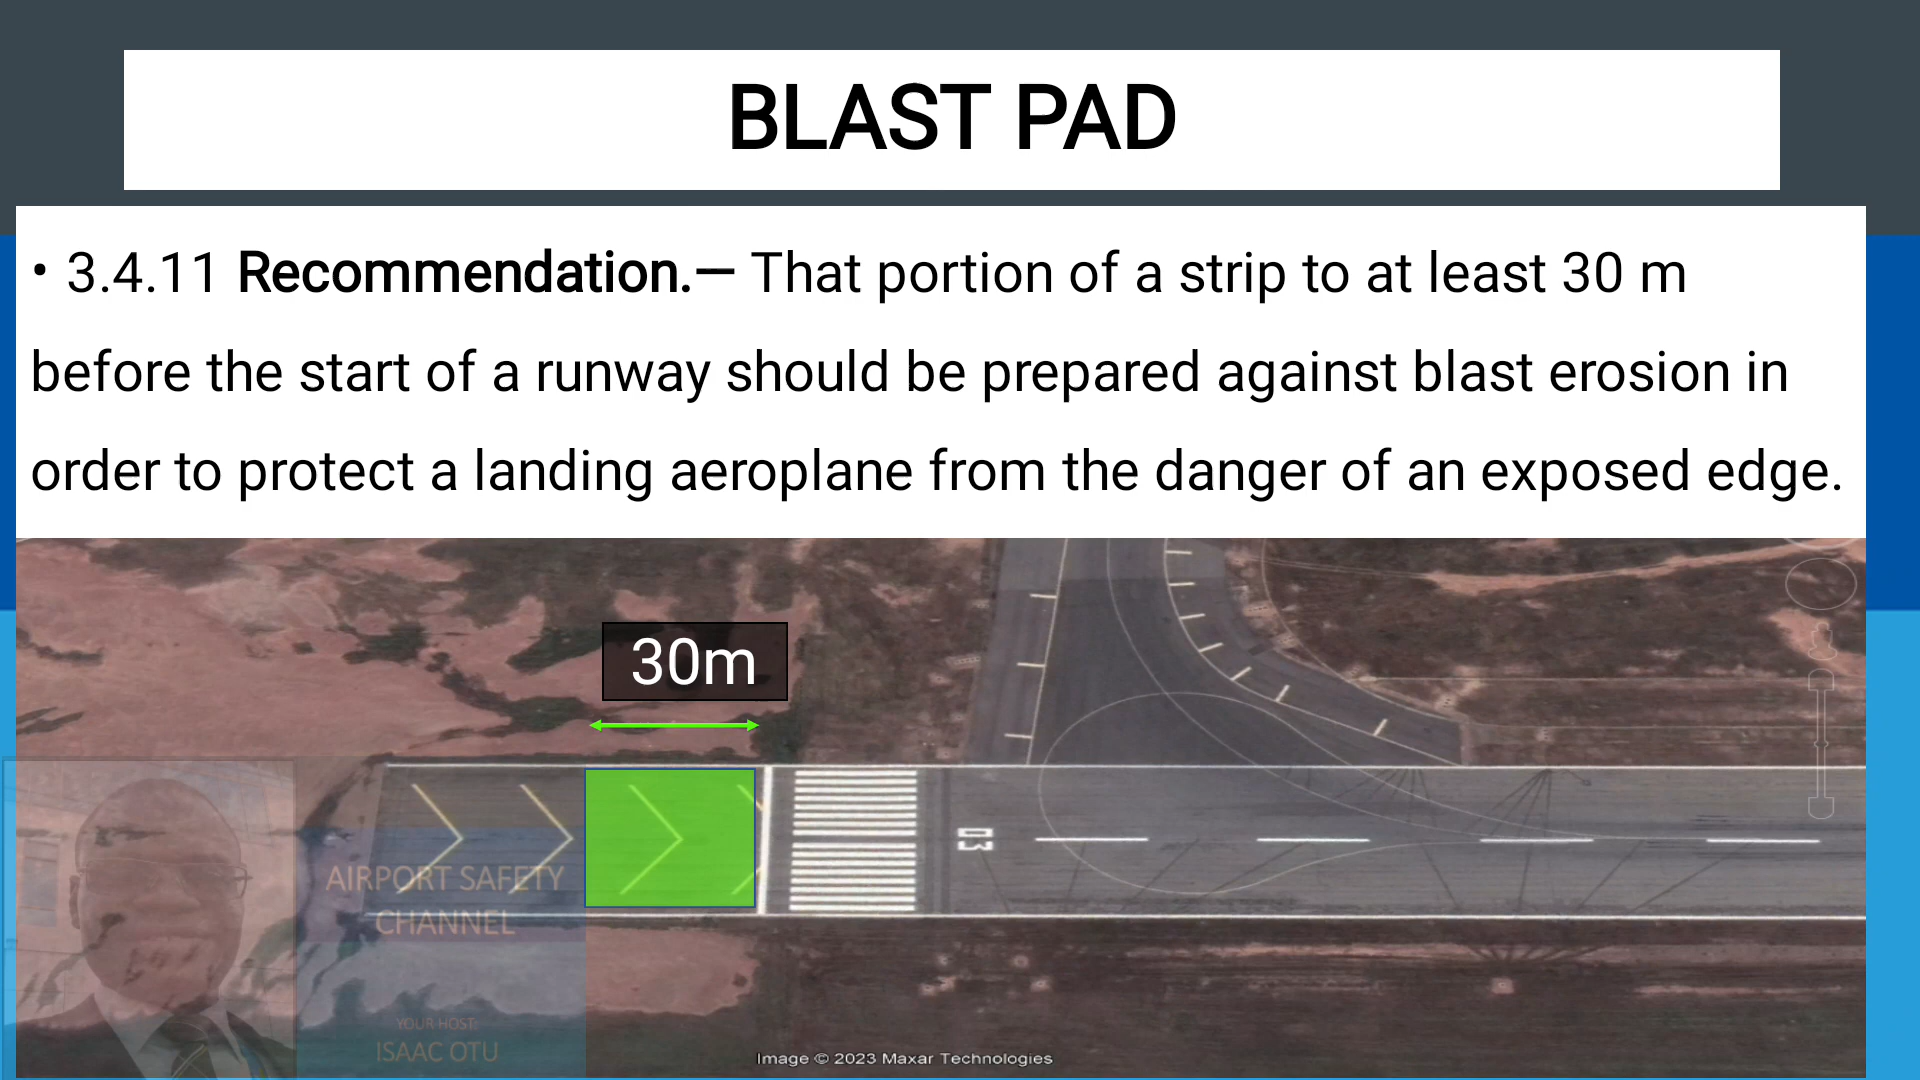 BLAST PAD
• 3.4.11 Recommendation.— That portion of a strip to at least 30 m
before the start of a runway should be prepared against blast erosion in
order to protect a landing aeroplane from the danger of an exposed edge.
30m
03
AIRPORT SAFETY
CHANNEL
YOUR HOST:
ISAAC OTU
Image © 2023 Maxar Technologies